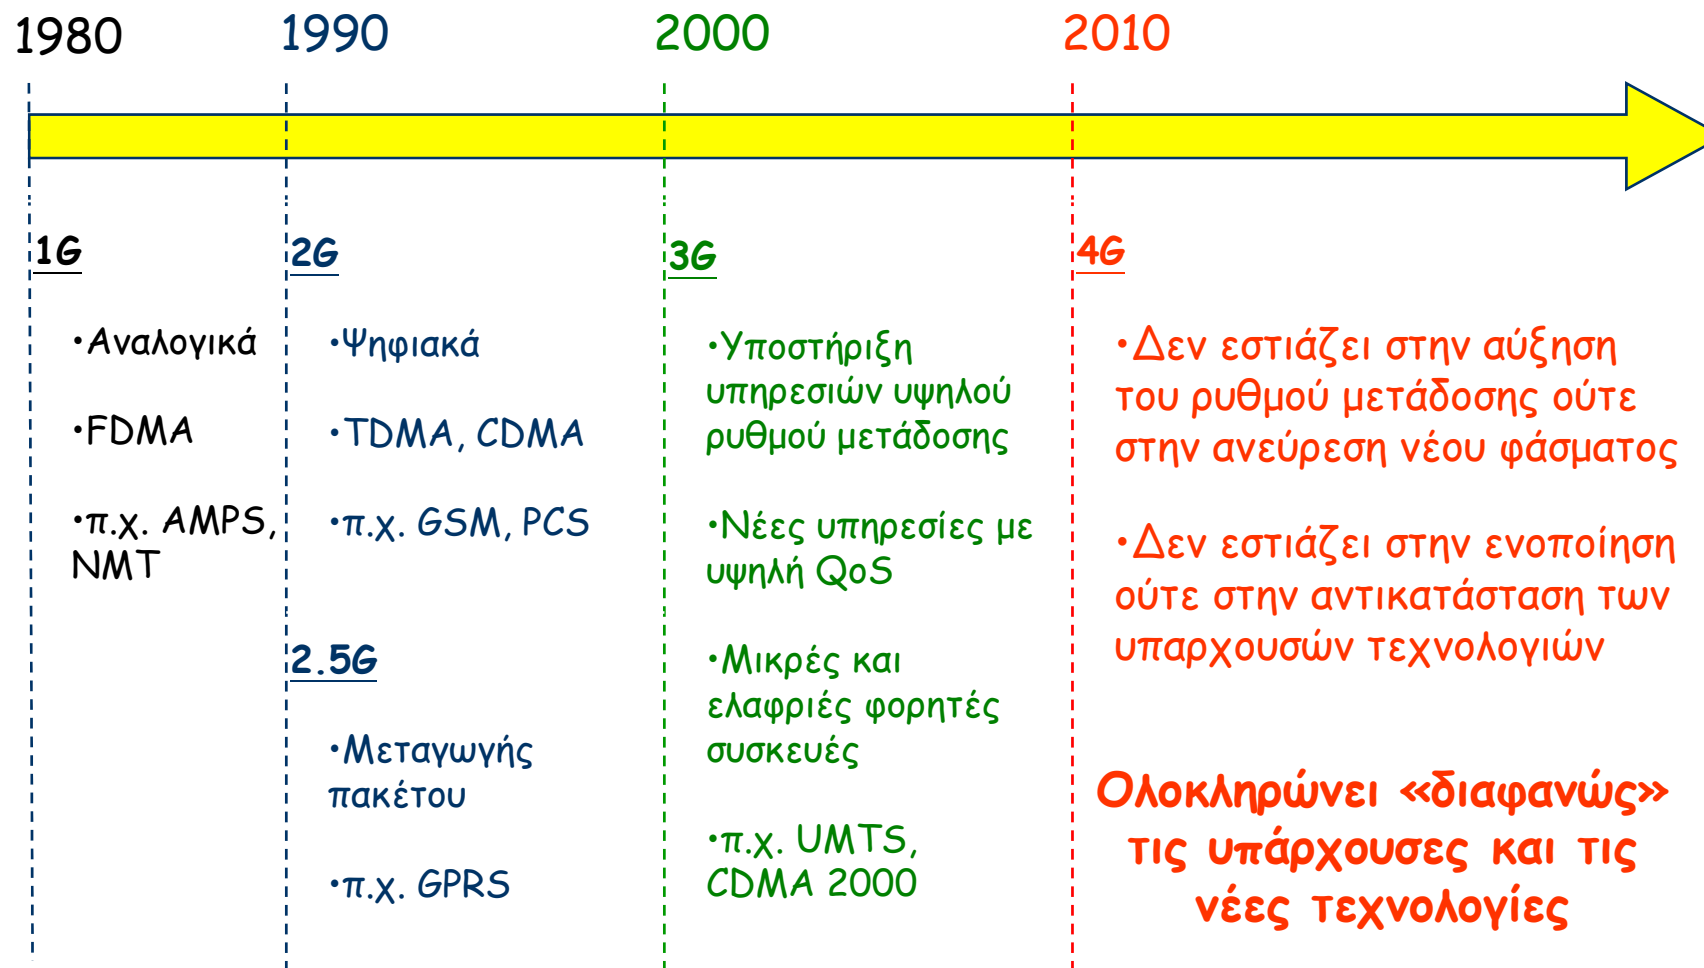 1980
1990
2000
2010
1G
•Αναλογικά
•FDMA
•π.χ. AMPS,
NMT
2G
•Ψηφιακά
•TDMA, CDMA
•π.χ. GSM, PCS
2.5G
•Μεταγωγής
πακέτου
•π.χ. GPRS
3G
•Υποστήριξη
υπηρεσιών υψηλού
ρυθμού μετάδοσης
•Νέες υπηρεσίες με
υψηλή QoS
•Μικρές και
ελαφριές φορητές
συσκευές
•π.χ. UMTS,
CDMA 2000
4G
•Δεν εστιάζει στην αύξηση
του ρυθμού μετάδοσης ούτε
στην ανεύρεση νέου φάσματος
•Δεν εστιάζει στην ενοποίηση
ούτε στην αντικατάσταση των
υπαρχουσών τεχνολογιών
Ολοκληρώνει «διαφανώς»
τις υπάρχουσες και τις
νέες τεχνολογίες